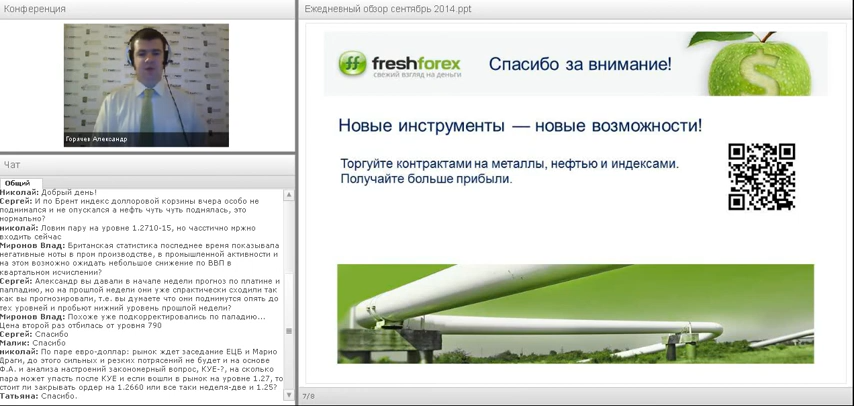 Конференция
Горячев Александр
Чат
Общий
Николай: Добрый день!
Сергей: И по Брент индекс доллоровой корзины вчера особо не
поднимался и не опускался а нефть чуть чуть поднялась, это
нормально?
николай: Ловим пару на уровне 1.2710-15, но часстично мржно
входить сейчас
Миронов Влад: Британская статистика последнее время показывала
негативные ноты в пром производстве, в промышленной активности и
на этом возможно ожидать небольшое снижение по ВВП в
квартальном исчислении?
Сергей: Александр вы давали в начале недели прогноз по платине и
палладию, но на прошлой недели они уже спрактически сходили так
как вы прогнозировали, т.е. вы думаете что они поднимутся опять до
тех уровней и пробьют нижний уровень прошлой недели?
Миронов Влад: Похоже уже подкорректировались по паладию...
Цена второй раз отбилась от уровня 790
Сергей: Спасибо
Малик: Спасибо
николай: По паре евро-доллар: рынок ждет заседание ЕЦБ и Марио
Драги, до этого сильных и резких потрясений не будет и на основе
Ф.А. и анализа настроений закономерный вопрос, КУЕ-?, на сколько
пара может упасть после КУЕ и если вошли в рынок на уровне 1.27, то
стоит ли закрывать ордер на 1.2660 или все таки неделя-две и 1.25?
Татьяна: Спасибо.
Ежедневный обзор сентябрь 2014.ppt
freshforex
свежий взгляд на деньги
Спасибо за внимание!
Новые инструменты — новые возможности!
Торгуйте контрактами на металлы, нефтью и индексами.
Получайте больше прибыли.
7/8